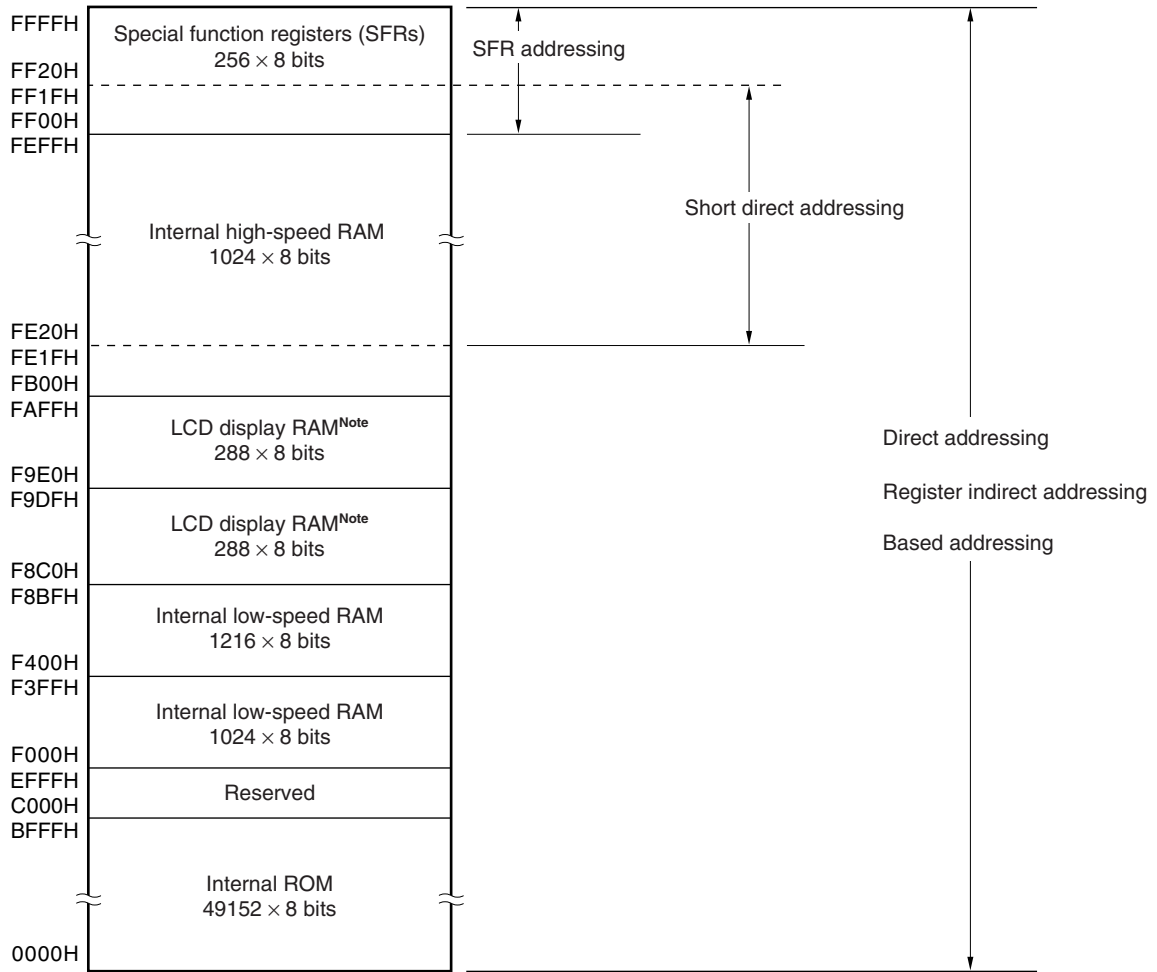 FFFFH
Special function registers (SFRs)
256 × 8 bits
SFR addressing
FF20H
FF1FH
FF00H
FEFFH
Short direct addressing
Internal high-speed RAM
1024 × 8 bits
FE20H
FE1FH
FB00H
FAFFH
LCD display RAMNote
288 × 8 bits
Direct addressing
F9E0H
Register indirect addressing
F9DFH
LCD display RAMNote
288 × 8 bits
Based addressing
F8C0H
F8BFH
Internal low-speed RAM
1216 × 8 bits
F400H
F3FFH
Internal low-speed RAM
1024 × 8 bits
F000H
EFFFH
Reserved
C000H
BFFFH
Internal ROM
49152 × 8 bits
0000H